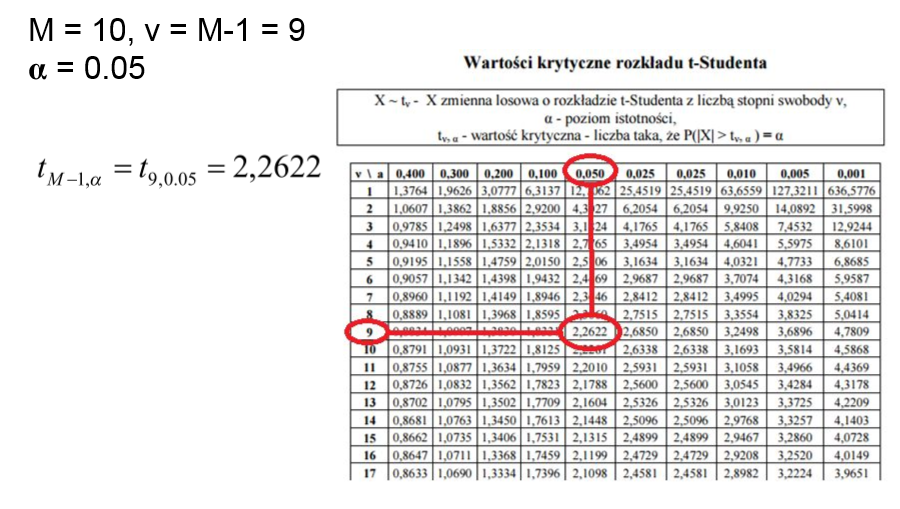 M = 10, v = M-1 = 9
α = 0.05
Wartości krytyczne rozkładu t-Studenta
X ~ tᵥ - X zmienna losowa o rozkładzie t-Studenta z liczbą stopni swobody v,
α - poziom istotności,
tᵥ, α - wartość krytyczna - liczba taka, że P(|X| > tᵥ, α ) = α
t M−1,α = t 9,0.05 = 2,2622
v \ a 0,400 0,300 0,200 0,100 0,050 0,025 0,025 0,010 0,005 0,001
1 1,3764 1,9626 3,0777 6,3137 25,4519 25,4519 63,6559 127,3211 636,5776
2 1,0607 1,3862 1,8856 2,9200 6,2054 6,2054 9,9250 14,0892 31,5998
3 0,9785 1,2498 1,6377 2,3534 4,1765 4,1765 5,8408 7,4532 12,9244
4 0,9410 1,1896 1,5332 2,1318 3,4954 3,4954 4,6041 5,5975 8,6101
5 0,9195 1,1558 1,4759 2,0150 3,1634 3,1634 4,0321 4,7733 6,8685
6 0,9057 1,1342 1,4398 1,9432 2,9687 2,9687 3,7074 4,3168 5,9587
7 0,8960 1,1192 1,4149 1,8946 2,8412 2,8412 3,4995 4,0294 5,4081
8 0,8889 1,1081 1,3968 1,8595 2,7515 2,7515 3,3554 3,8325 5,0414
9 2,2622 2,6850 2,6850 3,2498 3,6896 4,7809
10 0,8791 1,0931 1,3722 1,8125 2,6338 2,6338 3,1693 3,5814 4,5868
11 0,8755 1,0877 1,3634 1,7959 2,2010 2,5931 2,5931 3,1058 3,4966 4,4369
12 0,8726 1,0832 1,3562 1,7823 2,1788 2,5600 2,5600 3,0545 3,4284 4,3178
13 0,8702 1,0795 1,3502 1,7709 2,1604 2,5326 2,5326 3,0123 3,3725 4,2209
14 0,8681 1,0763 1,3450 1,7613 2,1448 2,5096 2,5096 2,9768 3,3257 4,1403
15 0,8662 1,0735 1,3406 1,7531 2,1315 2,4899 2,4899 2,9467 3,2860 4,0728
16 0,8647 1,0711 1,3368 1,7459 2,1199 2,4729 2,4729 2,9208 3,2520 4,0149
17 0,8633 1,0690 1,3334 1,7396 2,1098 2,4581 2,4581 2,8982 3,2224 3,9651